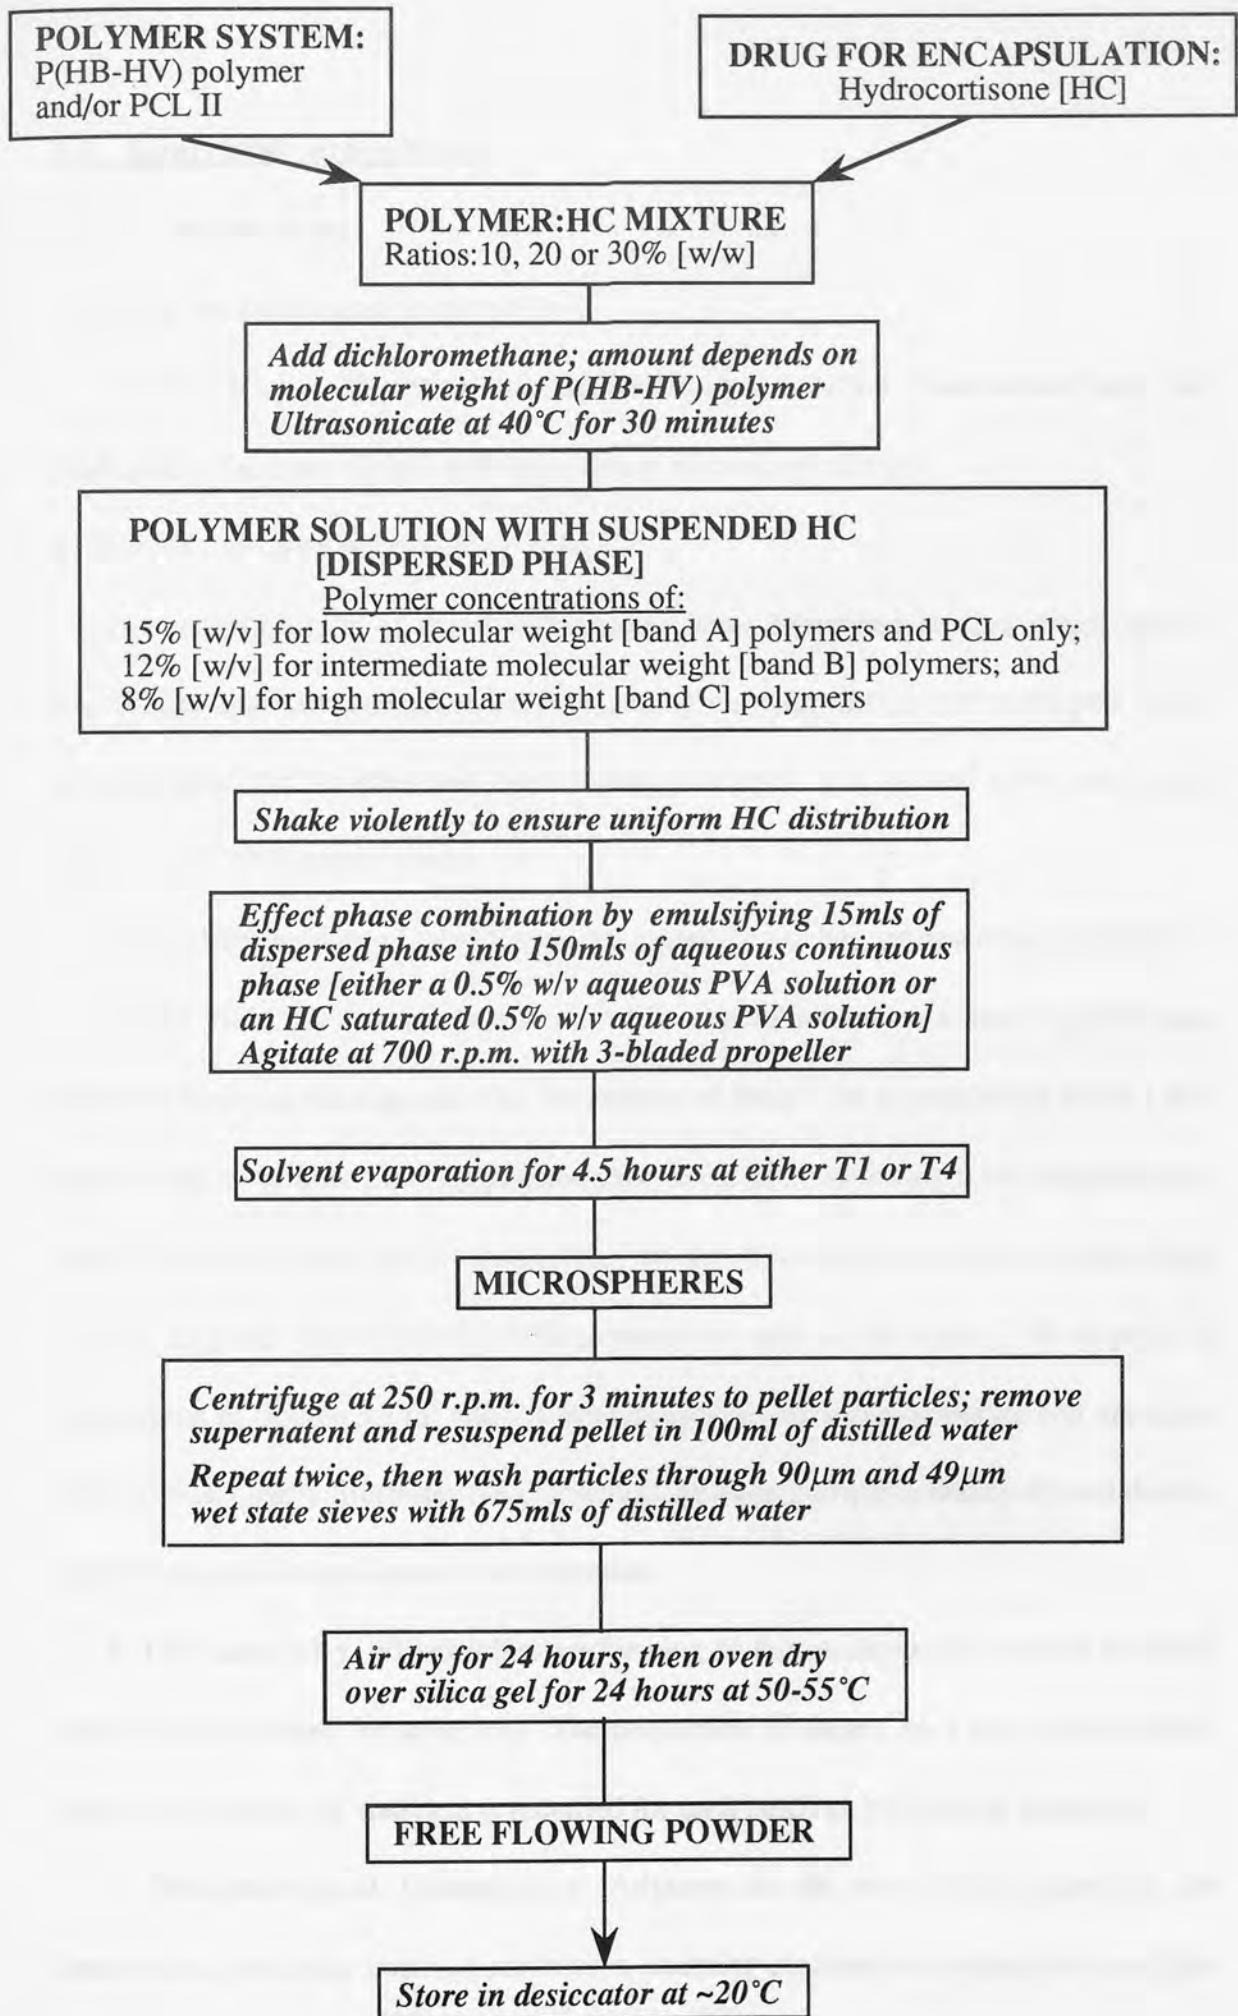 POLYMER SYSTEM:
P(HB-HV) polymer
and/or PCL II
DRUG FOR ENCAPSULATION:
Hydrocortisone [HC]
POLYMER:HC MIXTURE
Ratios:10, 20 or 30% [w/w]
Add dichloromethane; amount depends on
molecular weight of P(HB-HV) polymer
Ultrasonicate at 40°C for 30 minutes
POLYMER SOLUTION WITH SUSPENDED HC
[DISPERSED PHASE]
Polymer concentrations of:
15% [w/v] for low molecular weight [band A] polymers and PCL only;
12% [w/v] for intermediate molecular weight [band B] polymers; and
8% [w/v] for high molecular weight [band C] polymers
Shake violently to ensure uniform HC distribution
Effect phase combination by emulsifying 15mls of
dispersed phase into 150mls of aqueous continuous
phase [either a 0.5% w/v aqueous PVA solution or
an HC saturated 0.5% w/v aqueous PVA solution]
Agitate at 700 r.p.m. with 3-bladed propeller
Solvent evaporation for 4.5 hours at either T1 or T4
MICROSPHERES
Centrifuge at 250 r.p.m. for 3 minutes to pellet particles; remove
supernatent and resuspend pellet in 100ml of distilled water
Repeat twice, then wash particles through 90µm and 49µm
wet state sieves with 675mls of distilled water
Air dry for 24 hours, then oven dry
over silica gel for 24 hours at 50-55°C
FREE FLOWING POWDER
Store in desiccator at ~20°C